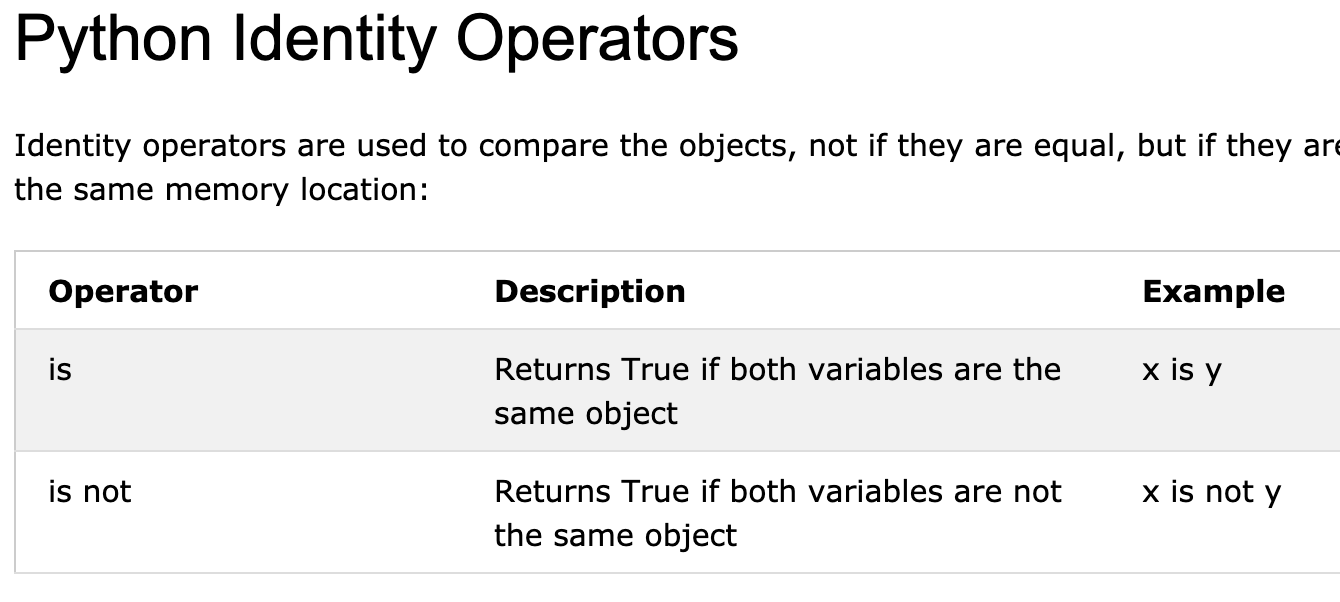 Python Identity Operators
Identity operators are used to compare the objects, not if they are equal, but if they are
the same memory location:
Operator Description Example
is Returns True if both variables are the x is y
same object
is not Returns True if both variables are not x is not y
the same object